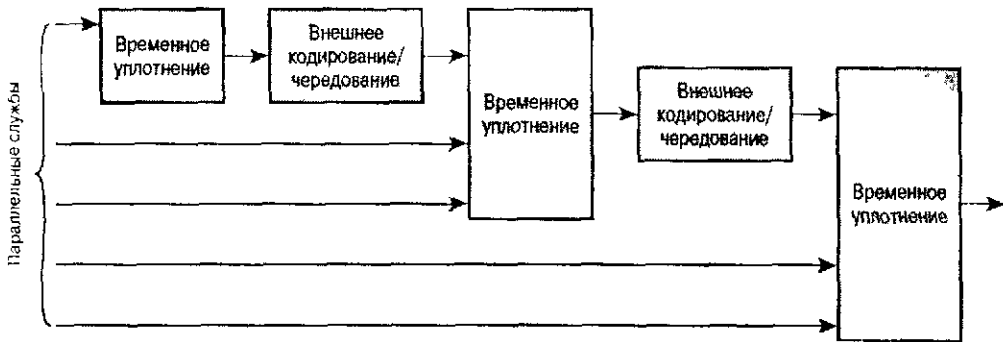 Параллельные службы
Временное
уплотнение
Внешнее
кодирование/
чередование
Временное
уплотнение
Внешнее
кодирование/
чередование
Временное
уплотнение